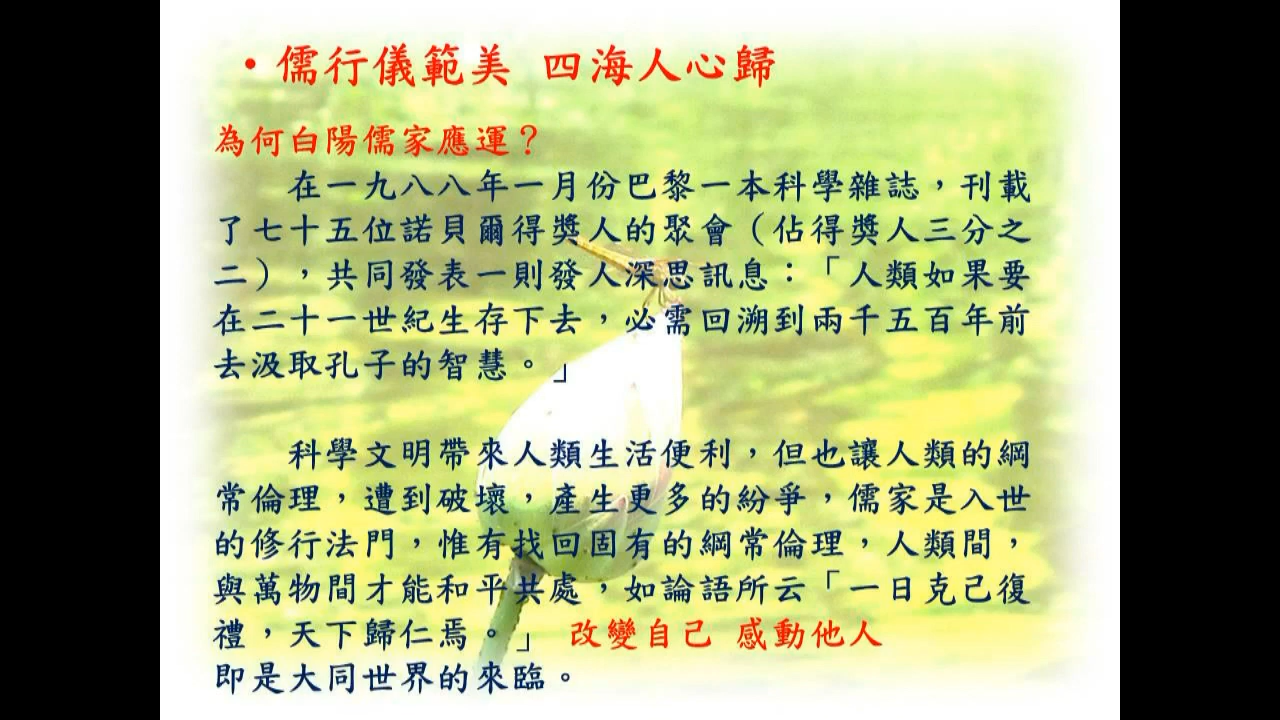 •儒行儀範美 四海人心歸
為何白陽儒家應運？
在一九八八年一月份巴黎一本科學雜誌，刊載
了七十五位諾貝爾得獎人的聚會（佔得獎人三分之
二），共同發表一則發人深思訊息：「人類如果要
在二十一世紀生存下去，必需回溯到兩千五百年前
去汲取孔子的智慧。」
科學文明帶來人類生活便利，但也讓人類的綱
常倫理，遭到破壞，產生更多的紛爭，儒家是入世
的修行法門，惟有找回固有的綱常倫理，人類間，
與萬物間才能和平共處，如論語所云「一日克己復
禮，天下歸仁焉。」 改變自己 感動他人
即是大同世界的來臨。